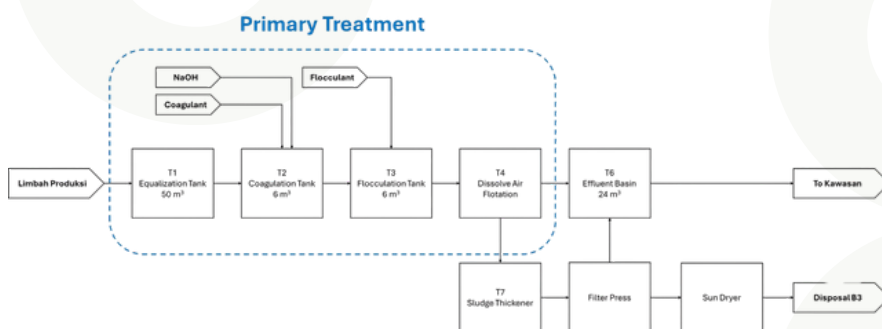 Primary Treatment
NaOH
Flocculant
Coagulant
Limbah Produksi
T1
Equalization Tank
50 m³
T2
Coagulation Tank
6 m³
T3
Flocculation Tank
6 m³
T4
Dissolve Air
Flotation
T6
Effluent Basin
24 m³
To Kawasan
T7
Sludge Thickener
Filter Press
Sun Dryer
Disposal B3